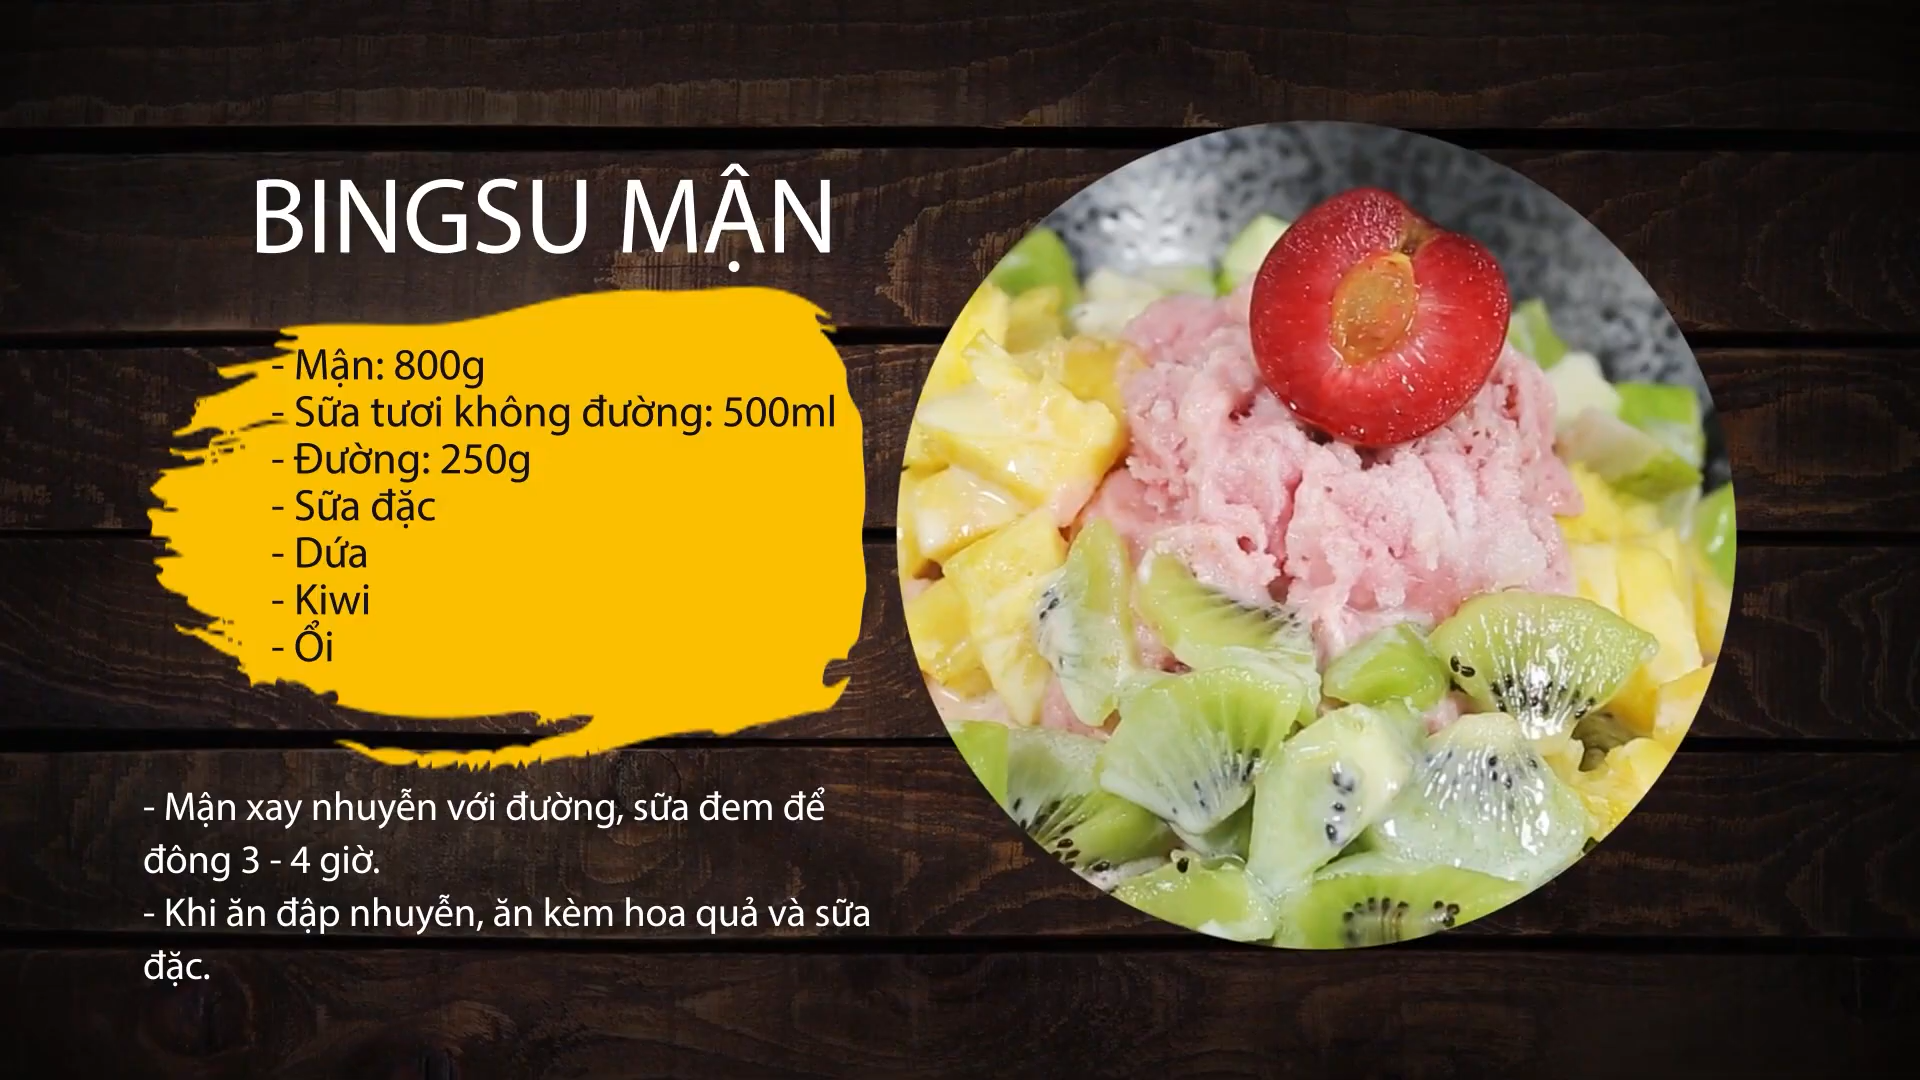 BINGSU MẬN
- Mận: 800g
- Sữa tươi không đường: 500ml
- Đường: 250g
- Sữa đặc
- Dứa
- Kiwi
- Ổi
- Mận xay nhuyễn với đường, sữa đem để
đông 3 - 4 giờ.
- Khi ăn đập nhuyễn, ăn kèm hoa quả và sữa
đặc.